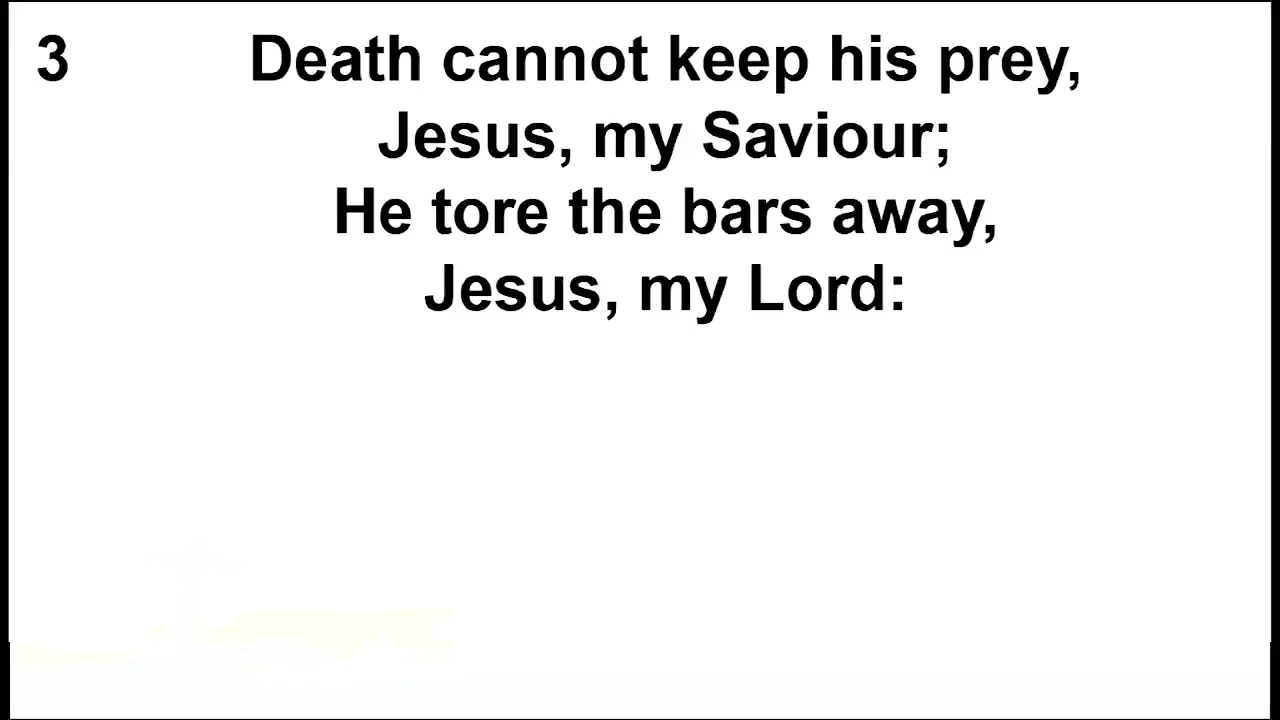 3 Death cannot keep his prey,
Jesus, my Saviour;
He tore the bars away,
Jesus, my Lord: